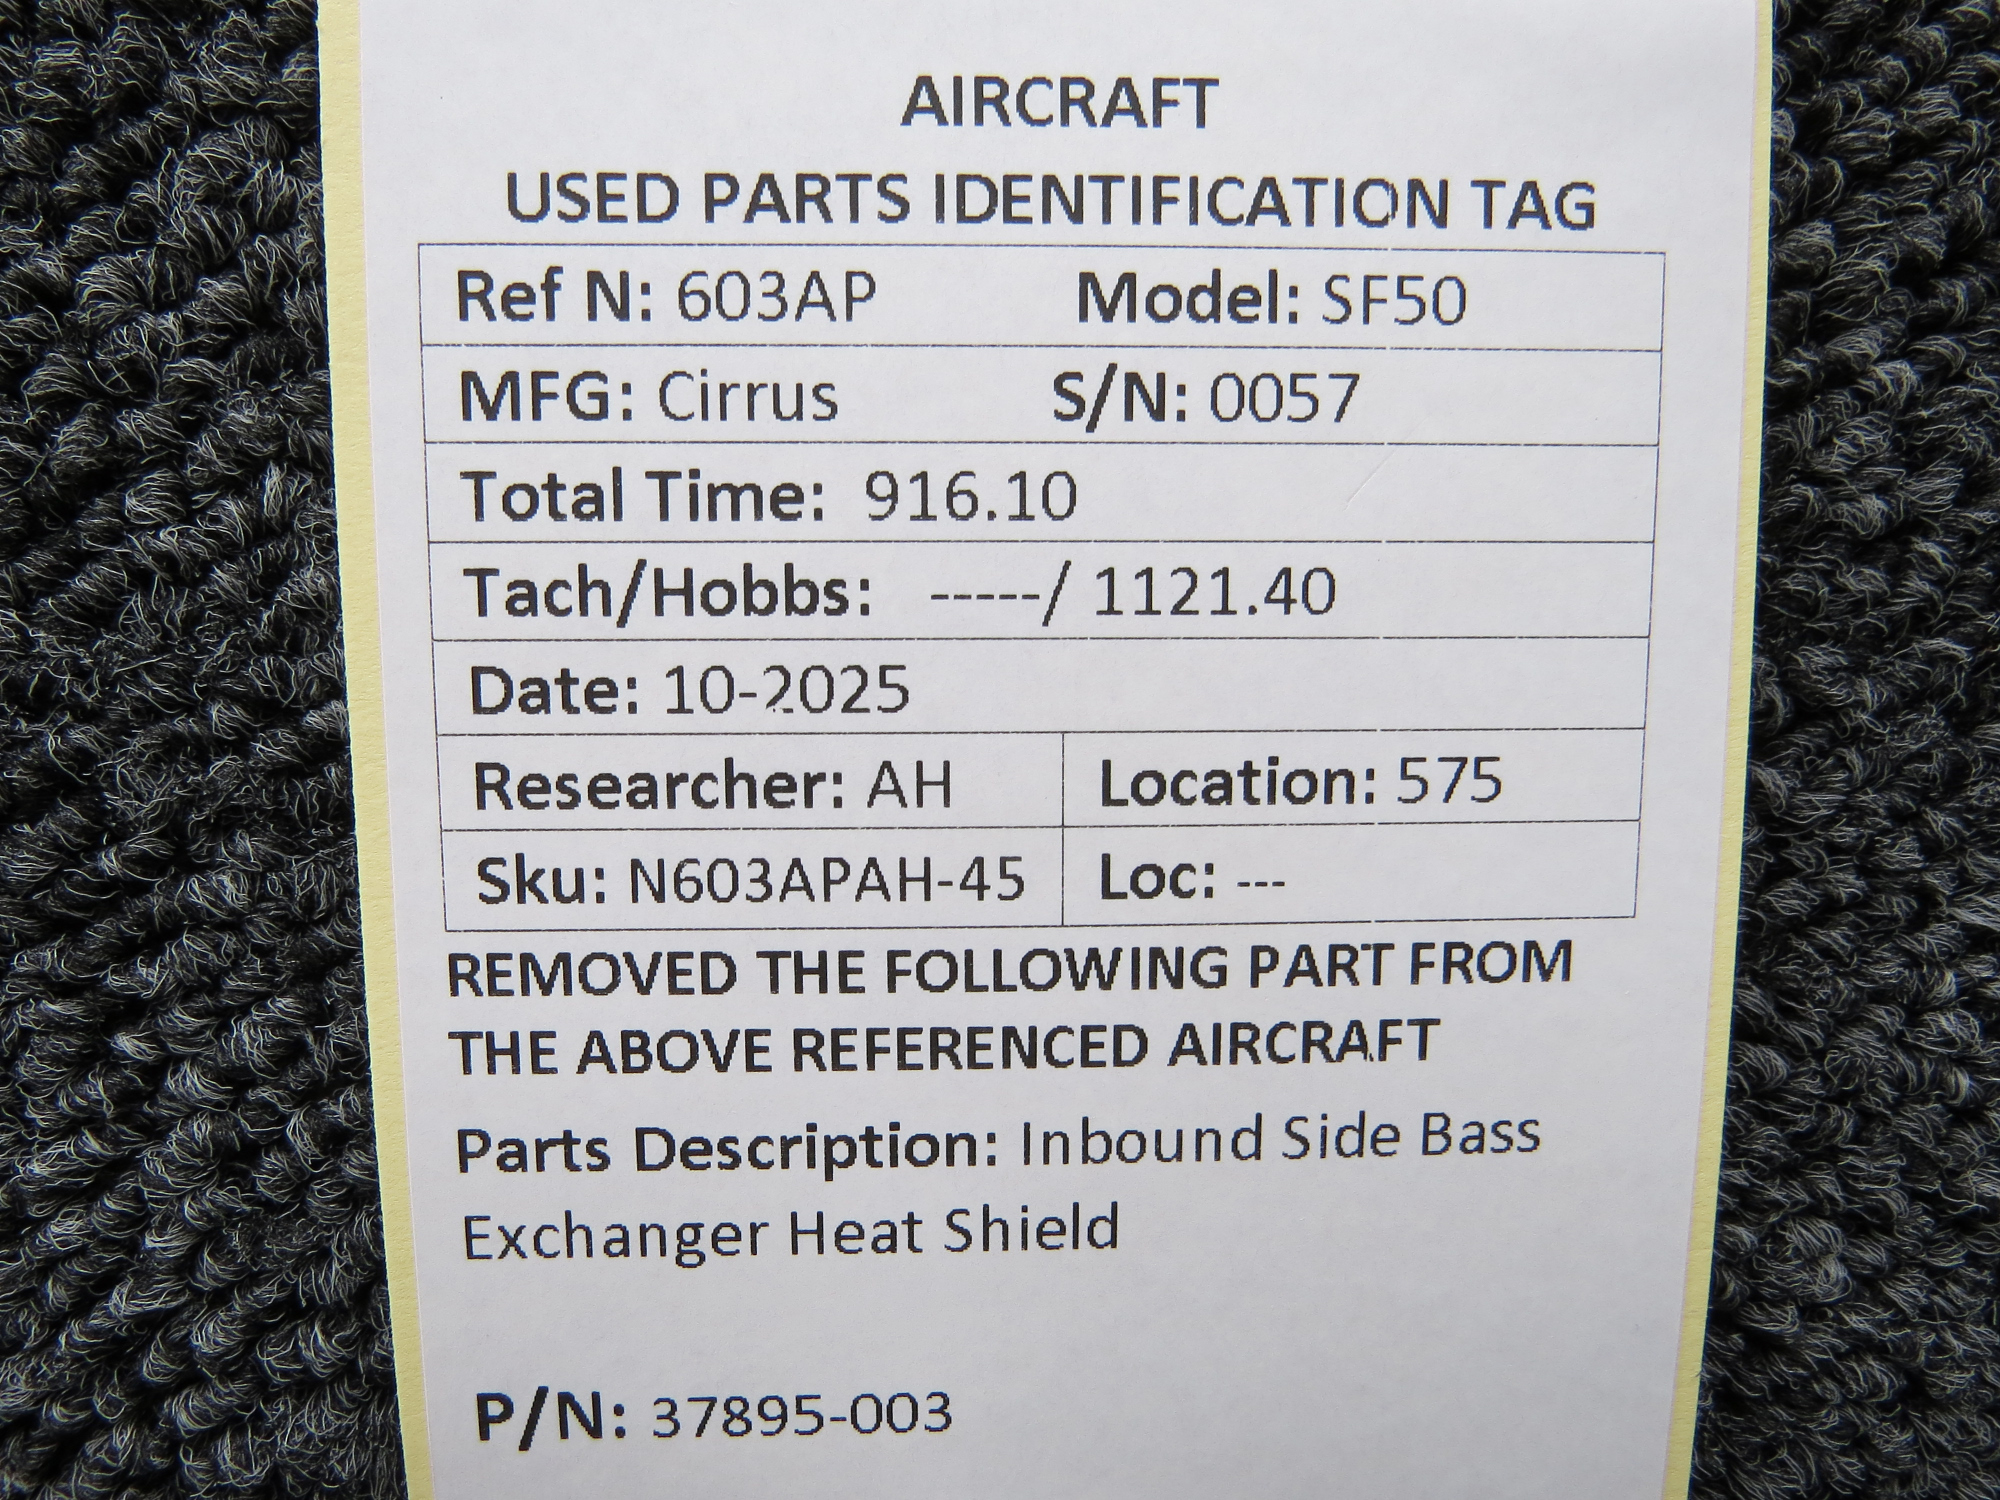 AIRCRAFT
USED PARTS IDENTIFICATION TAG
Ref N: 603AP Model: SF50
MFG: Cirrus S/N: 0057
Total Time: 916.10
Tach/Hobbs: -----/ 1121.40
Date: 10-2025
Researcher: AH Location: 575
Sku: N603APAH-45 Loc: ---
REMOVED THE FOLLOWING PART FROM
THE ABOVE REFERENCED AIRCRAFT
Parts Description: Inbound Side Bass
Exchanger Heat Shield
P/N: 37895-003